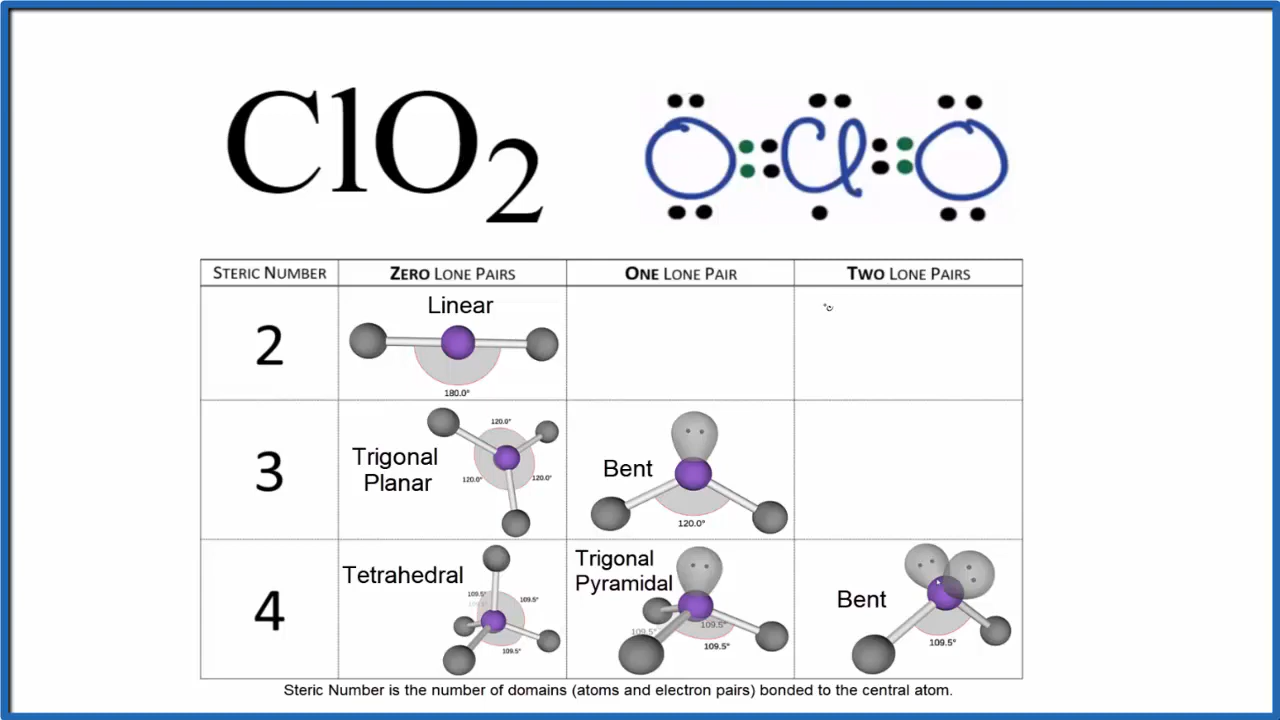 ClO2
O Cl O
STERIC NUMBER ZERO LONE PAIRS ONE LONE PAIR TWO LONE PAIRS
2
Linear
180.0°
3
Trigonal
Planar
120.0°
120.0°
120.0°
Bent
120.0°
4
Tetrahedral
109.5°
109.5°
109.5°
Trigonal
Pyramidal
109.5°
109.5°
109.5°
Bent
109.5°
Steric Number is the number of domains (atoms and electron pairs) bonded to the central atom.